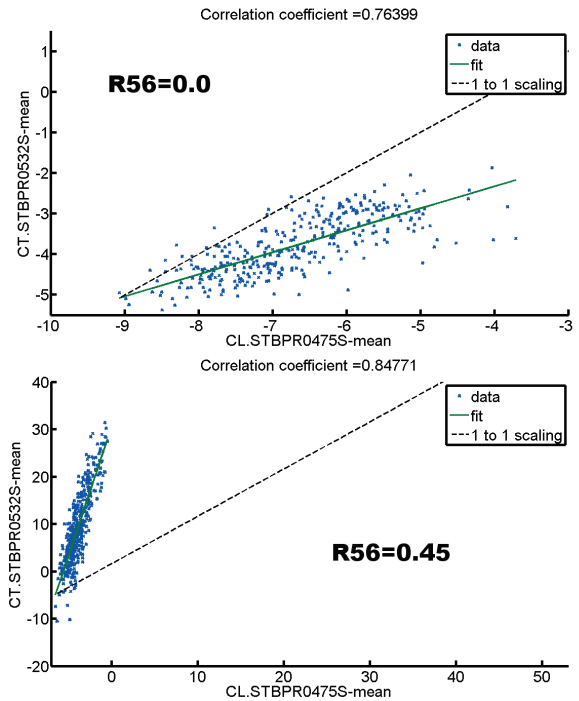 Correlation coefficient =0.76399
CT.STBPR0532S-mean
1
0
-1
-2
-3
-4
-5
R56=0.0
data
fit
1 to 1 scaling
-10
-9
-8
-7
-6
-5
-4
-3
CL.STBPR0475S-mean
Correlation coefficient =0.84771
CT.STBPR0532S-mean
40
30
20
10
0
-10
-20
data
fit
1 to 1 scaling
R56=0.45
0
10
20
30
40
50
CL.STBPR0475S-mean